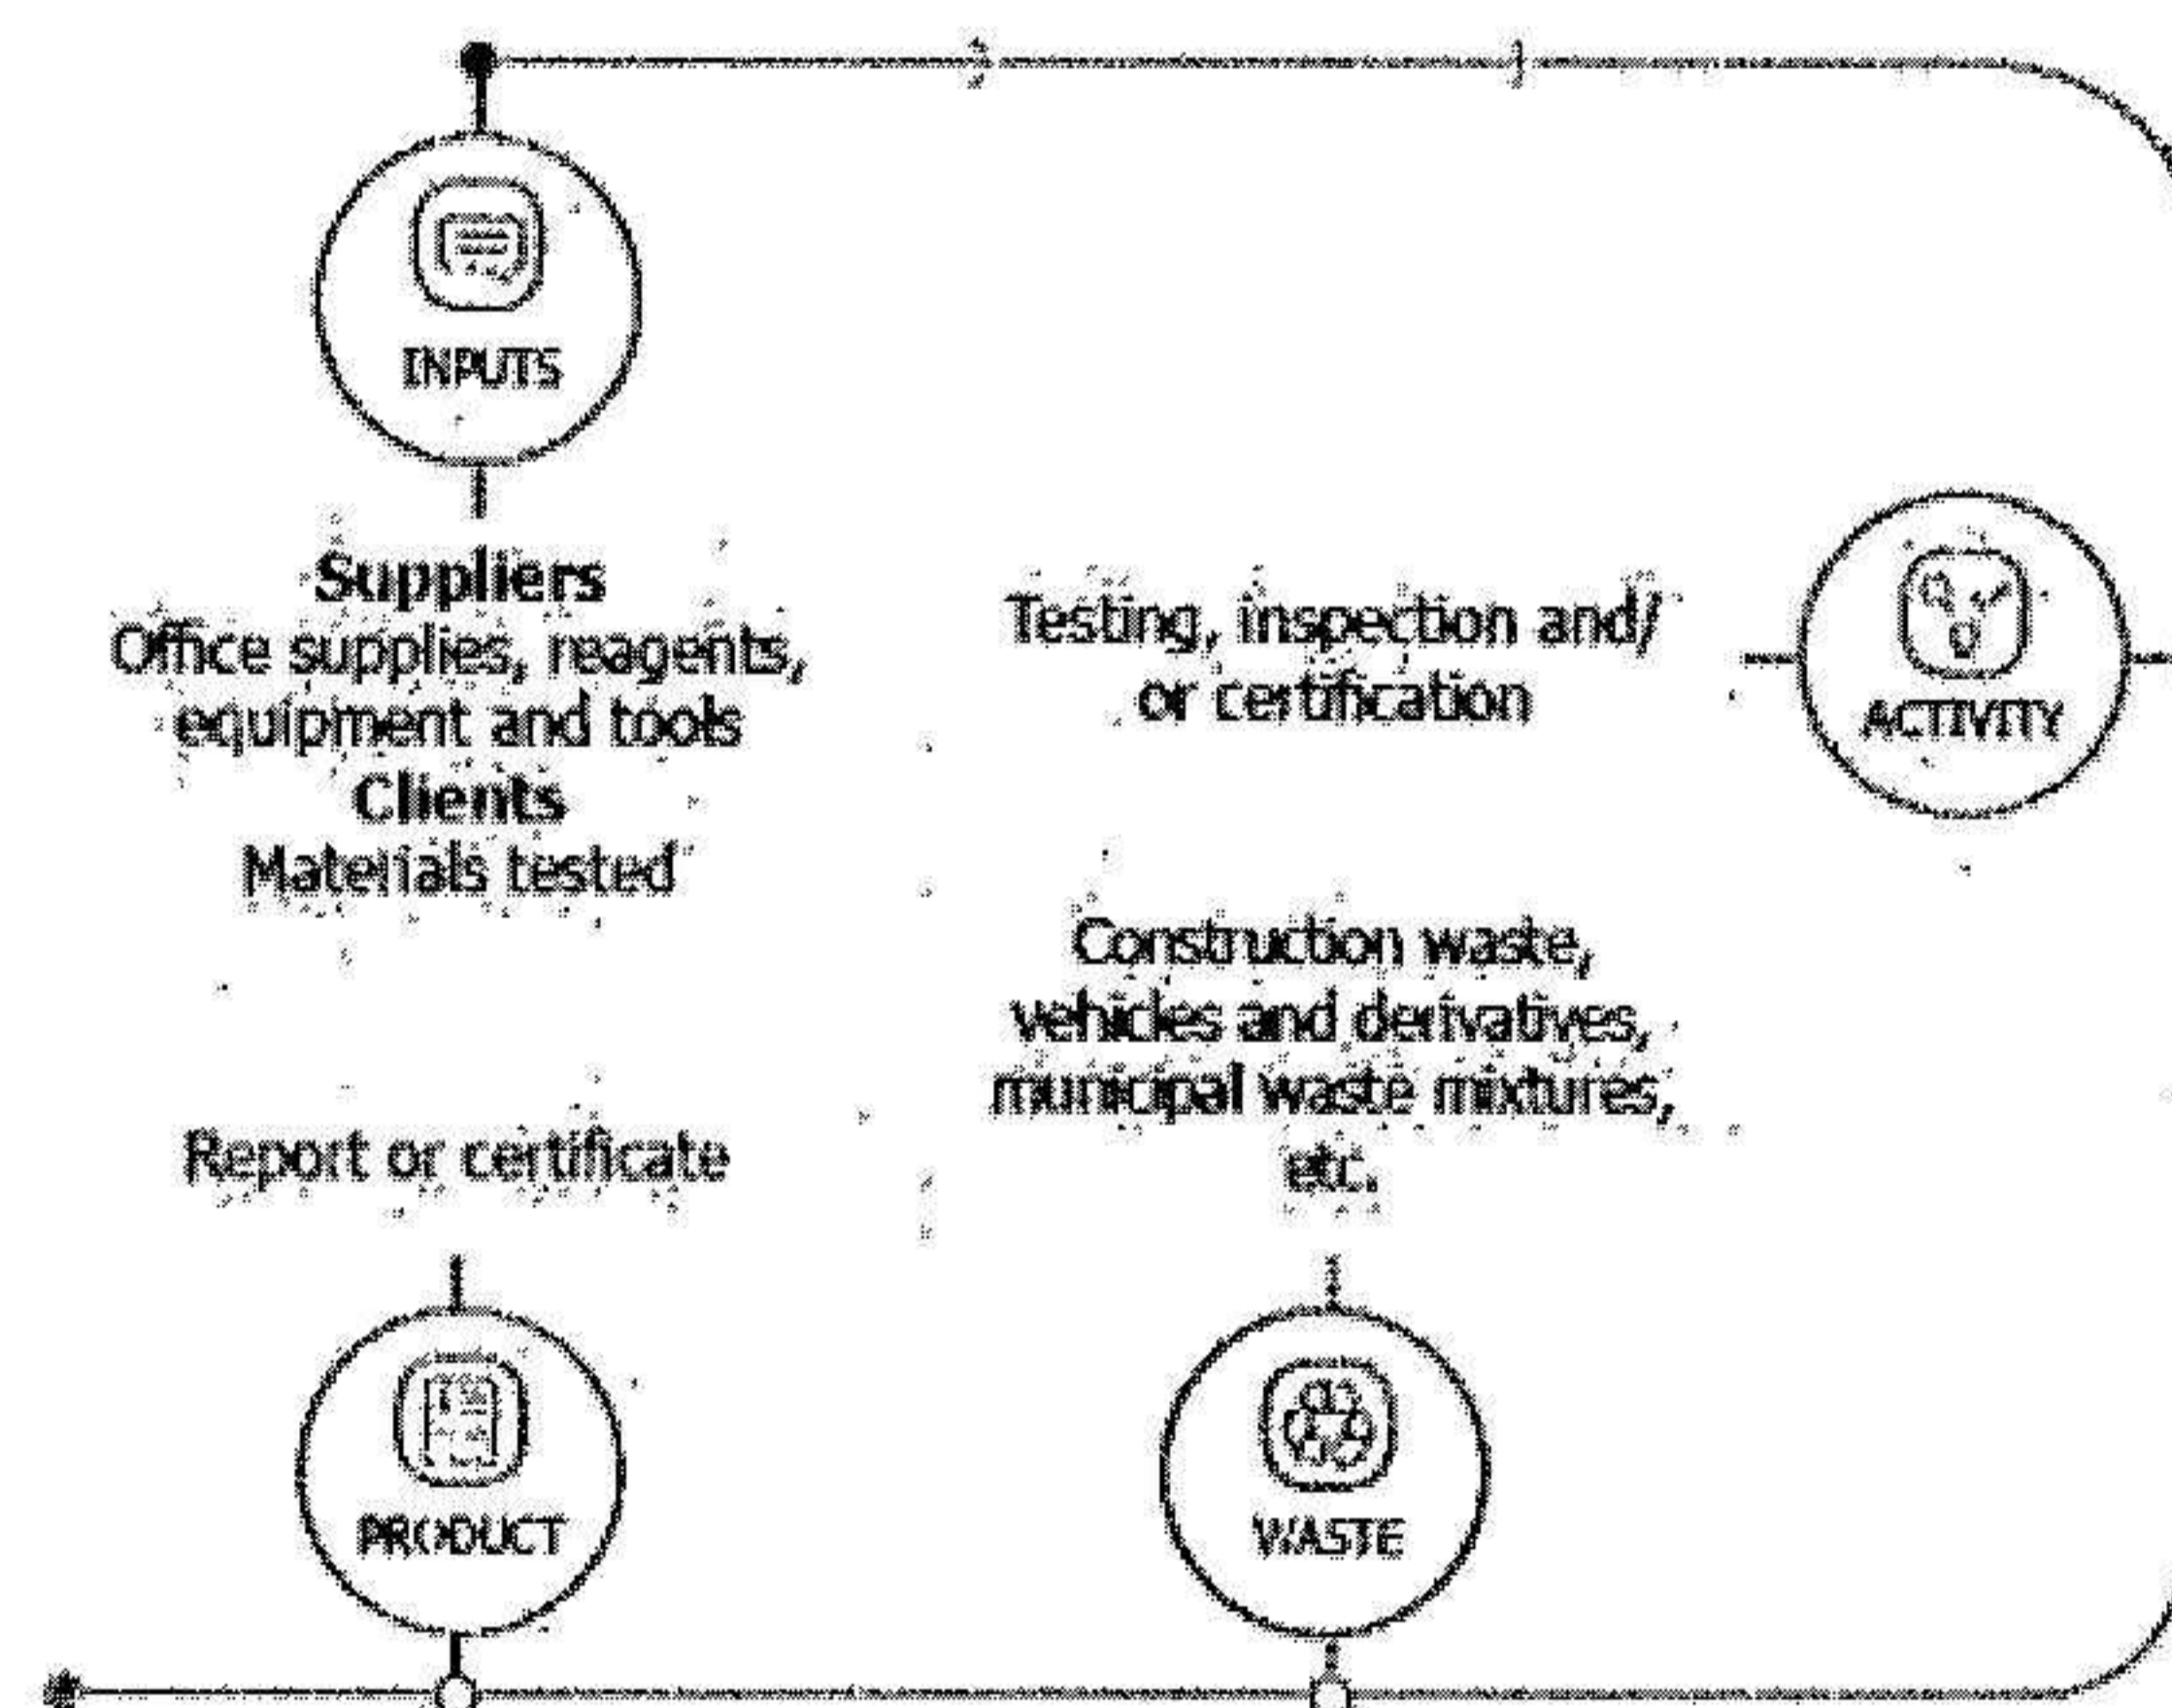 INPUTS
Suppliers
Office supplies, reagents,
equipment and tools
Clients
Materials tested
Testing, inspection and/
or certification
ACTIVITY
Construction waste,
vehicles and derivatives,
municipal waste mixtures,
etc.
WASTE
Report or certificate
PRODUCT